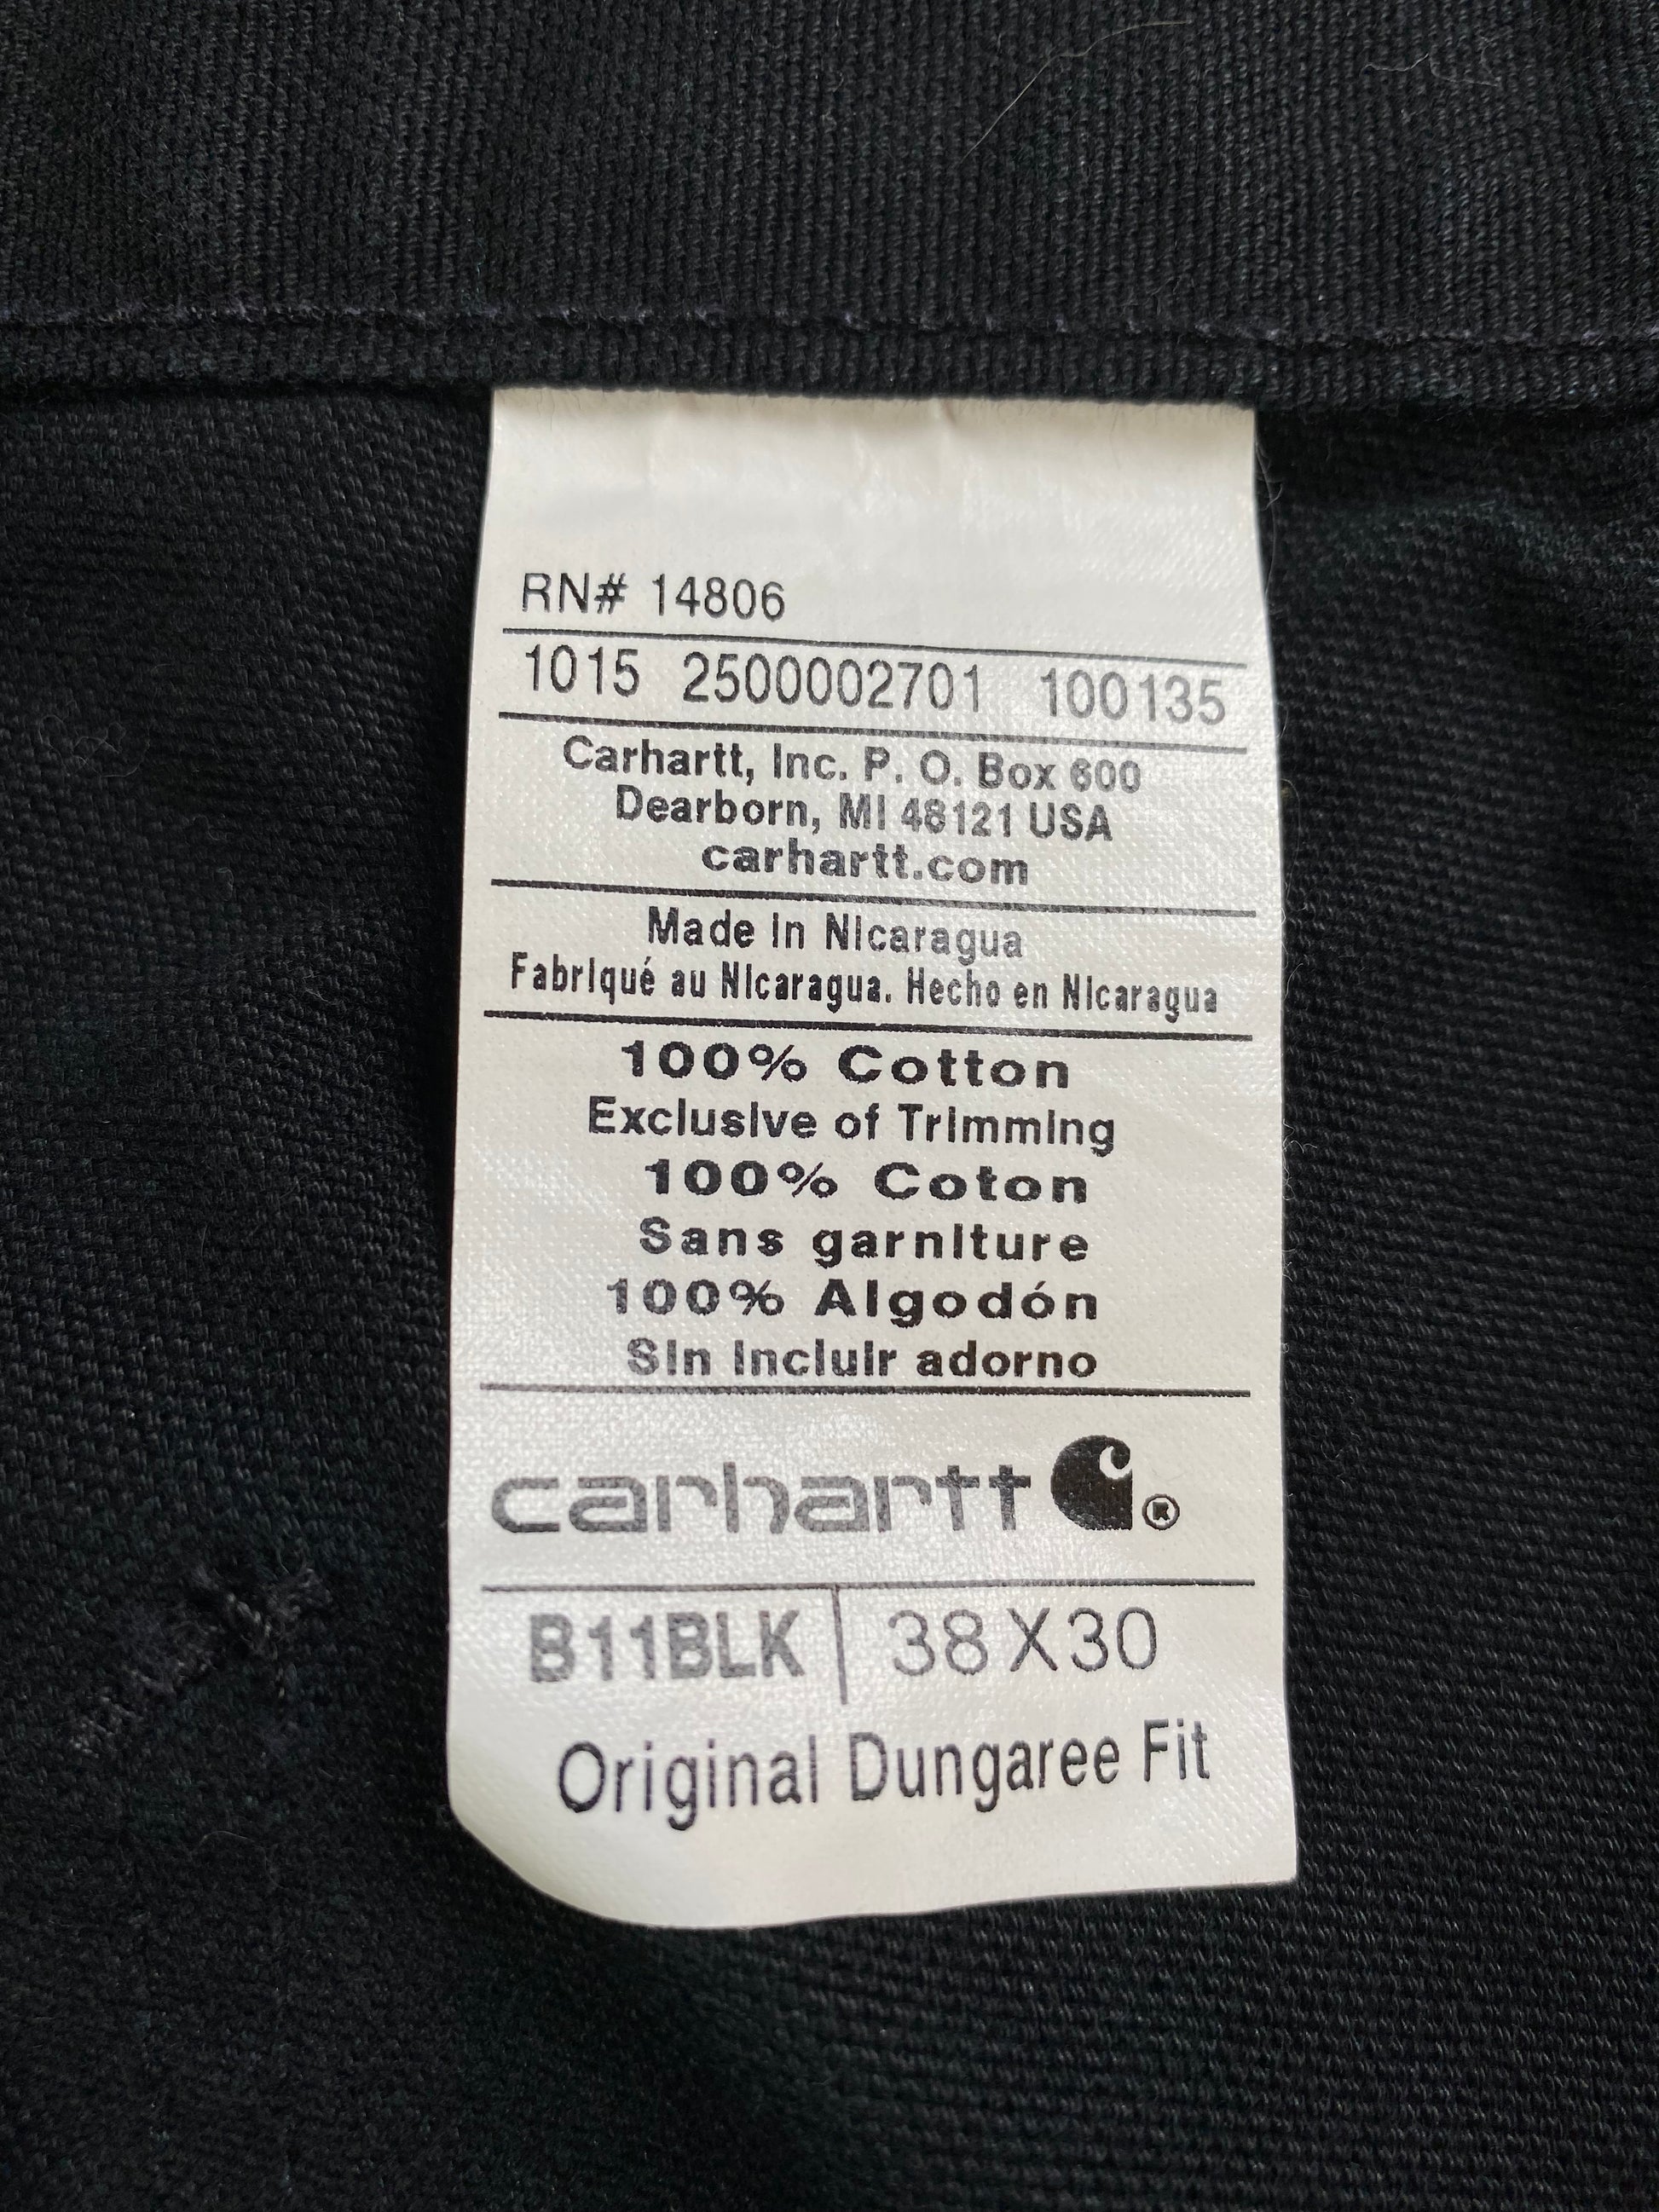 RN# 14806
1015 2500002701 100135
Carhartt, Inc. P. O. Box 600
Dearborn, MI 48121 USA
carhartt.com
Made in Nicaragua
Fabriqué au Nicaragua. Hecho en Nicaragua
100% Cotton
Exclusive of Trimming
100% Coton
Sans garniture
100% Algodón
Sin incluir adorno
carhartt ®
B11BLK | 38X30
Original Dungaree Fit